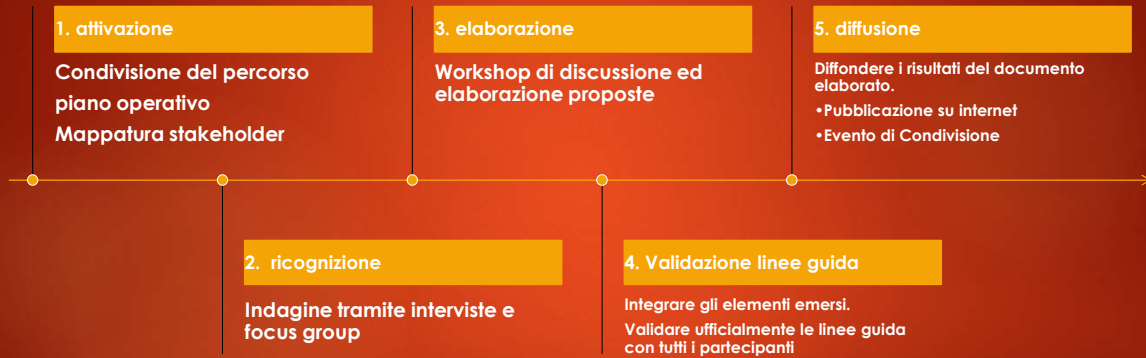 1. attivazione
Condivisione del percorso
piano operativo
Mappatura stakeholder
2. ricognizione
Indagine tramite interviste e
focus group
3. elaborazione
Workshop di discussione ed
elaborazione proposte
4. Validazione linee guida
Integrare gli elementi emersi.
Validare ufficialmente le linee guida
con tutti i partecipanti
5. diffusione
Diffondere i risultati del documento
elaborato.
•Pubblicazione su internet
•Evento di Condivisione